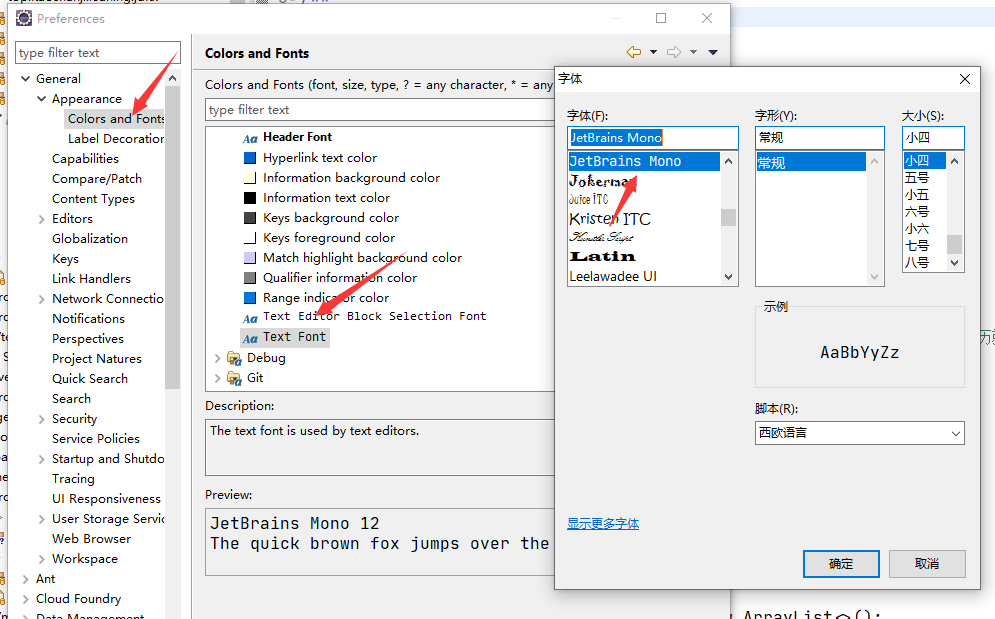 Preferences
type filter text
General
Appearance
Colors and Fonts
Label Decoration
Capabilities
Compare/Patch
Content Types
Editors
Globalization
Keys
Link Handlers
Network Connectio
Notifications
Perspectives
Project Natures
Quick Search
Search
Security
Service Policies
Startup and Shutdo
Tracing
UI Responsiveness
User Storage Servic
Web Browser
Workspace
Ant
Cloud Foundry
Data Management
Colors and Fonts
Colors and Fonts (font, size, type, ? = any character, * = any
type filter text
Header Font
Hyperlink text color
Information background color
Information text color
Keys background color
Keys foreground color
Match highlight background color
Qualifier information color
Range indicator color
Text Editor Block Selection Font
Text Font
Debug
Git
Description:
The text font is used by text editors.
Preview:
JetBrains Mono 12
The quick brown fox jumps over the
字体
字体(F):
JetBrains Mono
JetBrains Mono
Jokerman
Juice ITC
Kristen ITC
Kunstler Script
Latin
Leelawadee UI
字形(Y):
常规
常规
大小(S):
小四
小四
五号
小五
六号
小六
七号
八号
示例
AaBbYyZz
脚本(R):
西欧语言
显示更多字体
确定
取消
ArrayList<>();